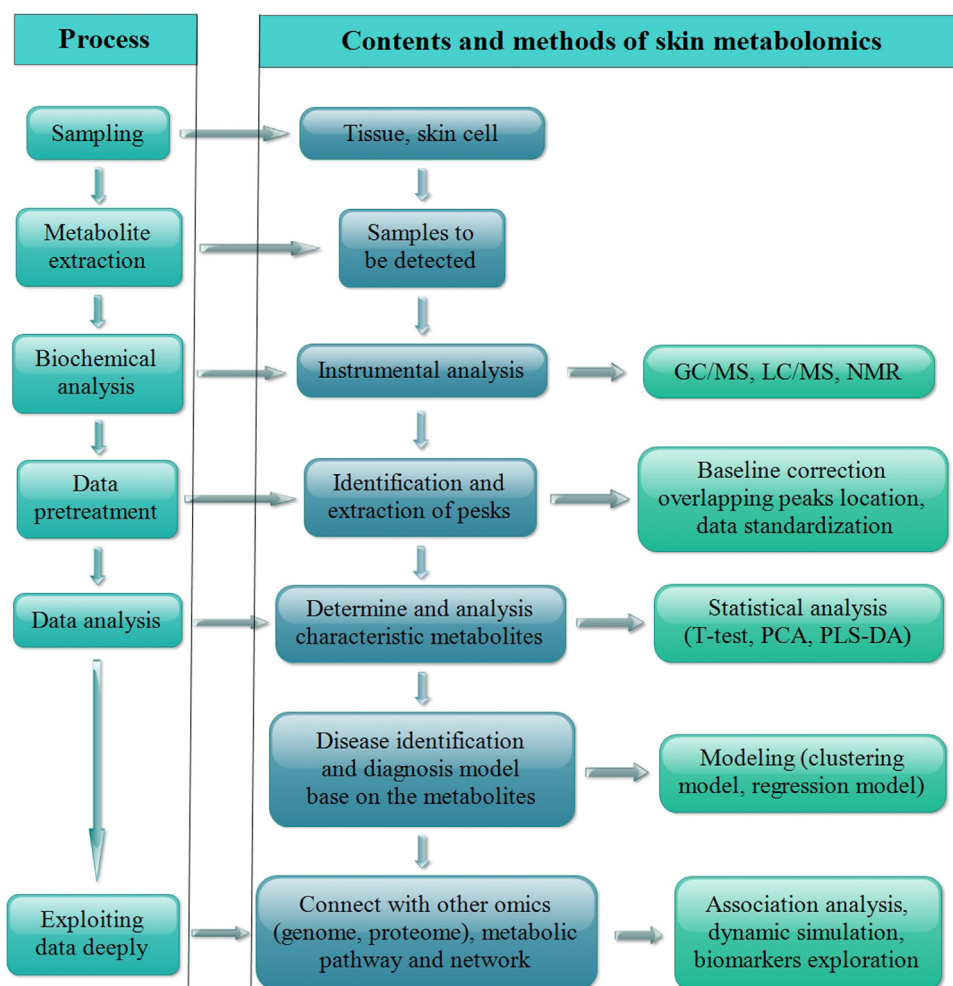 Process
Contents and methods of skin metabolomics
Sampling
Tissue, skin cell
Metabolite
extraction
Samples to
be detected
Biochemical
analysis
Instrumental analysis
GC/MS, LC/MS, NMR
Data
pretreatment
Identification and
extraction of pesks
Baseline correction
overlapping peaks location,
data standardization
Data analysis
Determine and analysis
characteristic metabolites
Statistical analysis
(T-test, PCA, PLS-DA)
Disease identification
and diagnosis model
base on the metabolites
Modeling (clustering
model, regression model)
Exploiting
data deeply
Connect with other omics
(genome, proteome), metabolic
pathway and network
Association analysis,
dynamic simulation,
biomarkers exploration